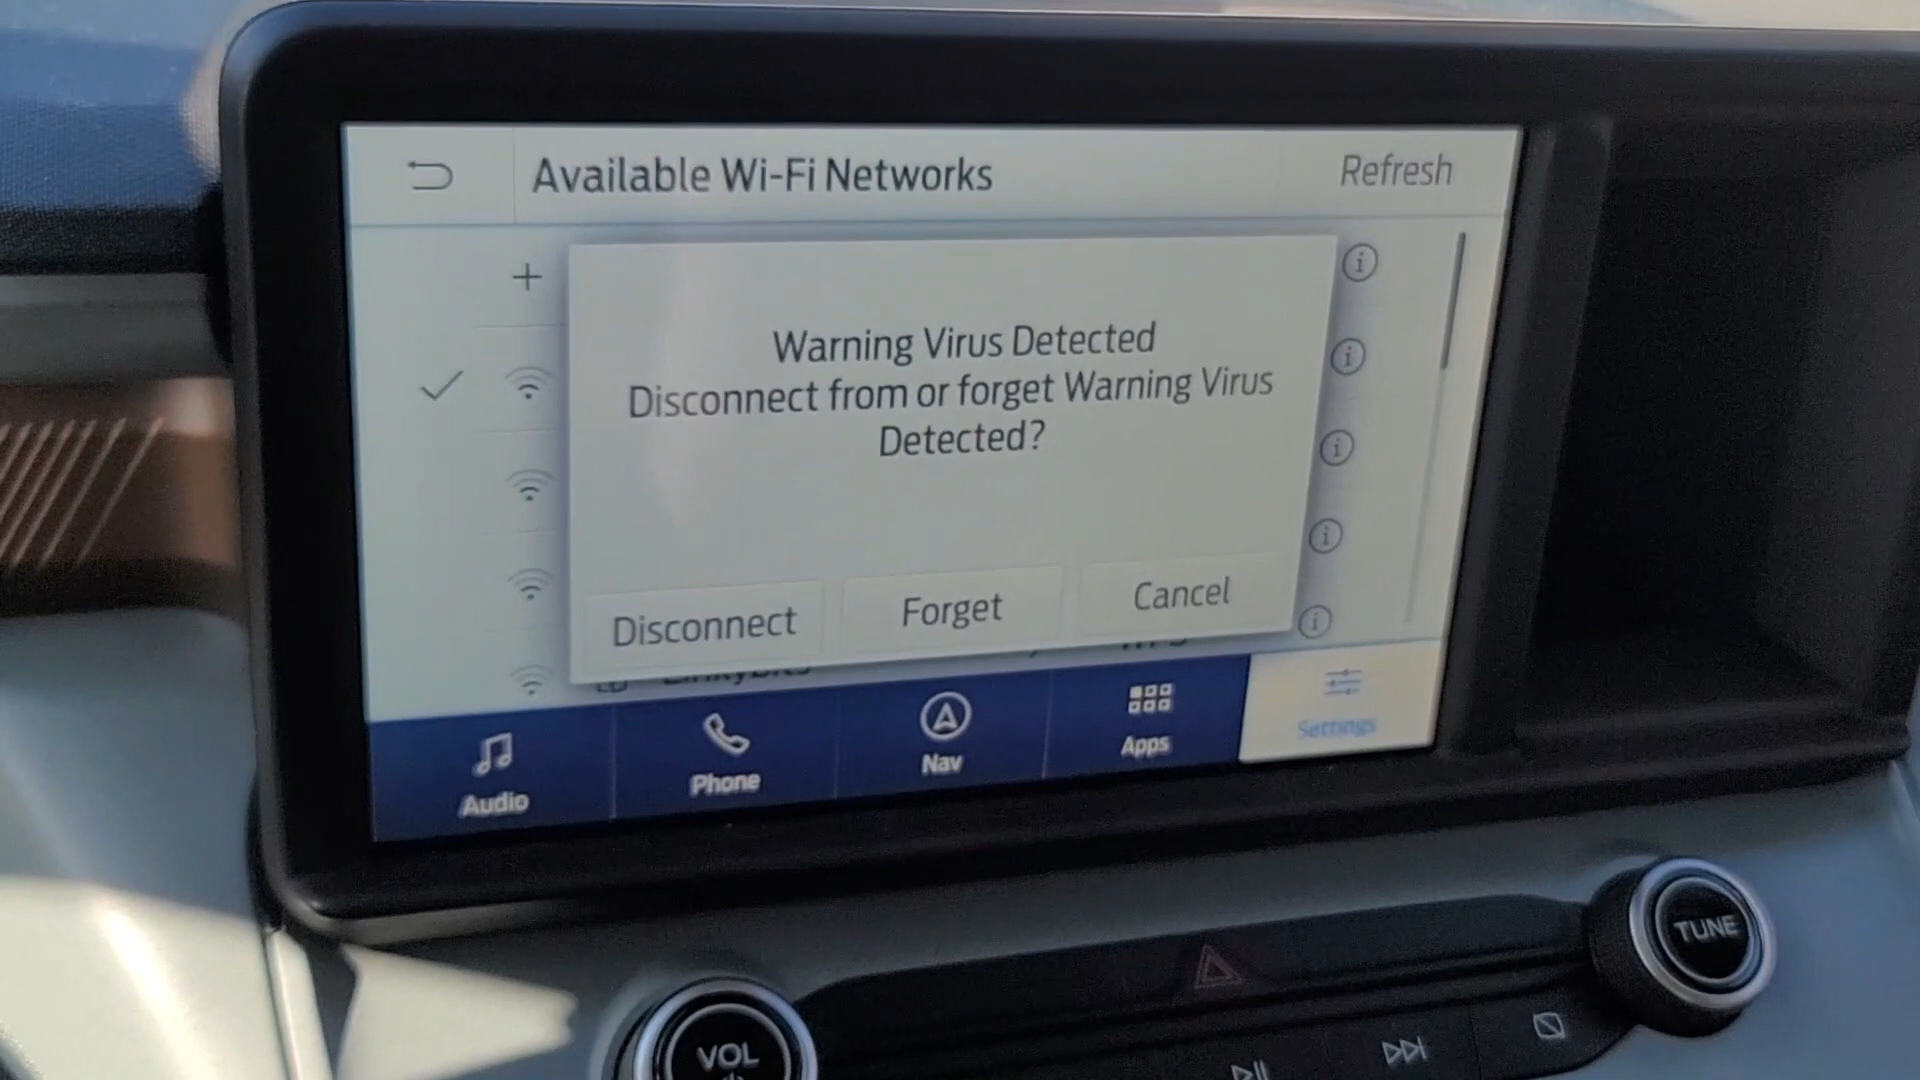 Available Wi-Fi Networks
Refresh
Warning Virus Detected
Disconnect from or forget Warning Virus
Detected?
Disconnect
Forget
Cancel
Audio
Phone
Nav
Apps
Settings
VOL
TUNE